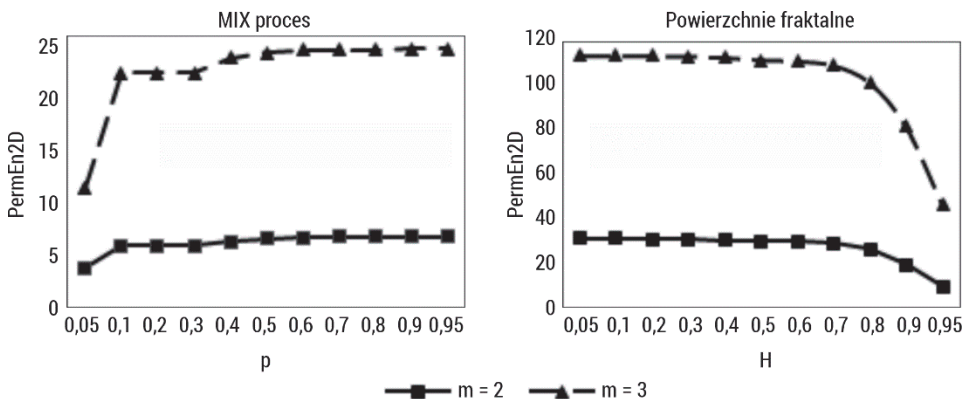 MIX proces
PermEn2D
25
20
15
10
5
0
0,05 0,1 0,2 0,3 0,4 0,5 0,6 0,7 0,8 0,9 0,95
p
Powierzchnie fraktalne
PermEn2D
120
100
80
60
40
20
0
0,05 0,1 0,2 0,3 0,4 0,5 0,6 0,7 0,8 0,9 0,95
H
m = 2 m = 3